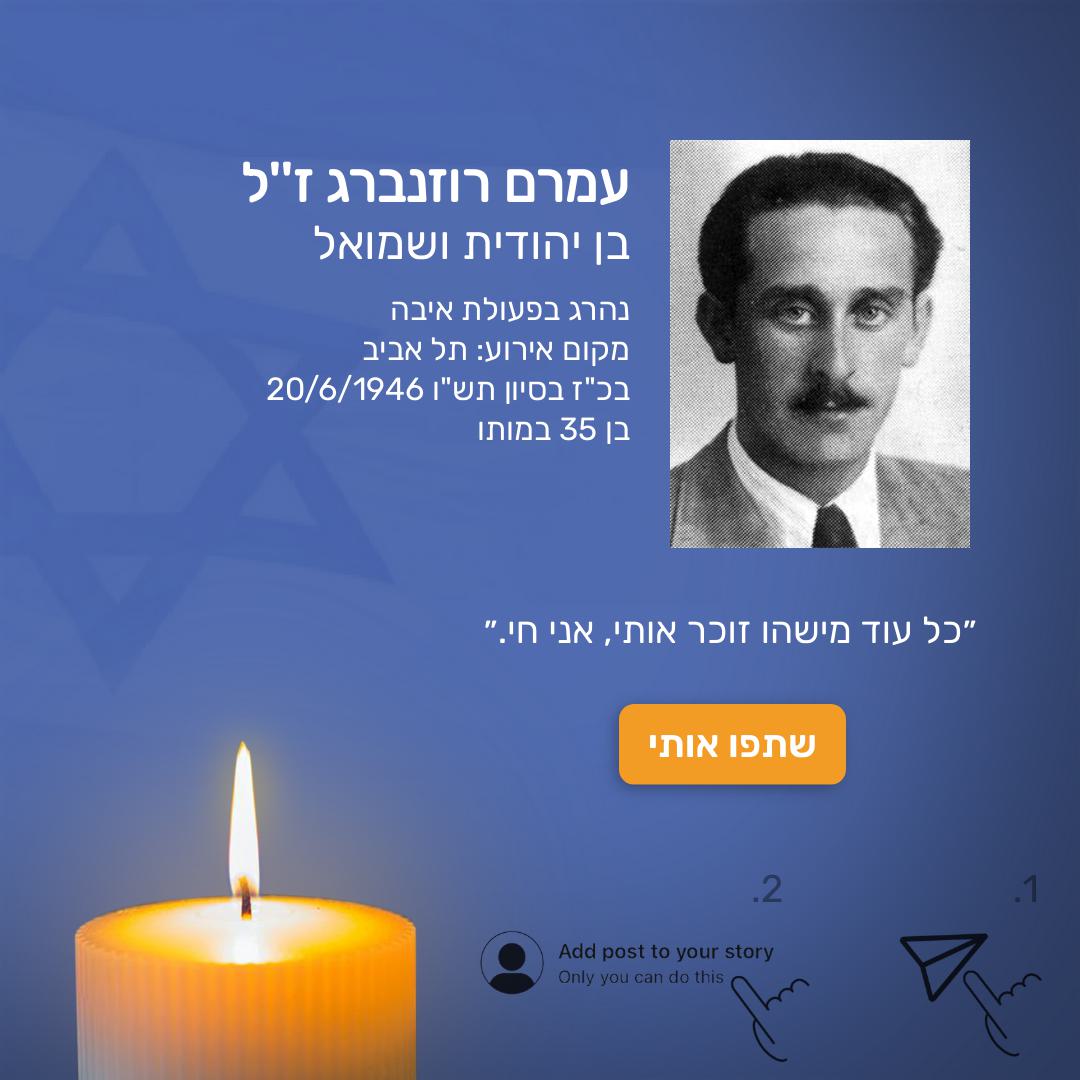 עמרם רוזנברג ז"ל
בן יהודית ושמואל
נהרג בפעולת איבה
מקום אירוע: תל אביב
בכ"ז בסיוון תש"ו 20/6/1946
בן 35 במותו
״כל עוד מישהו זוכר אותי, אני חי.״
שתפו אותי
.1
.2
Add post to your story
Only you can do this